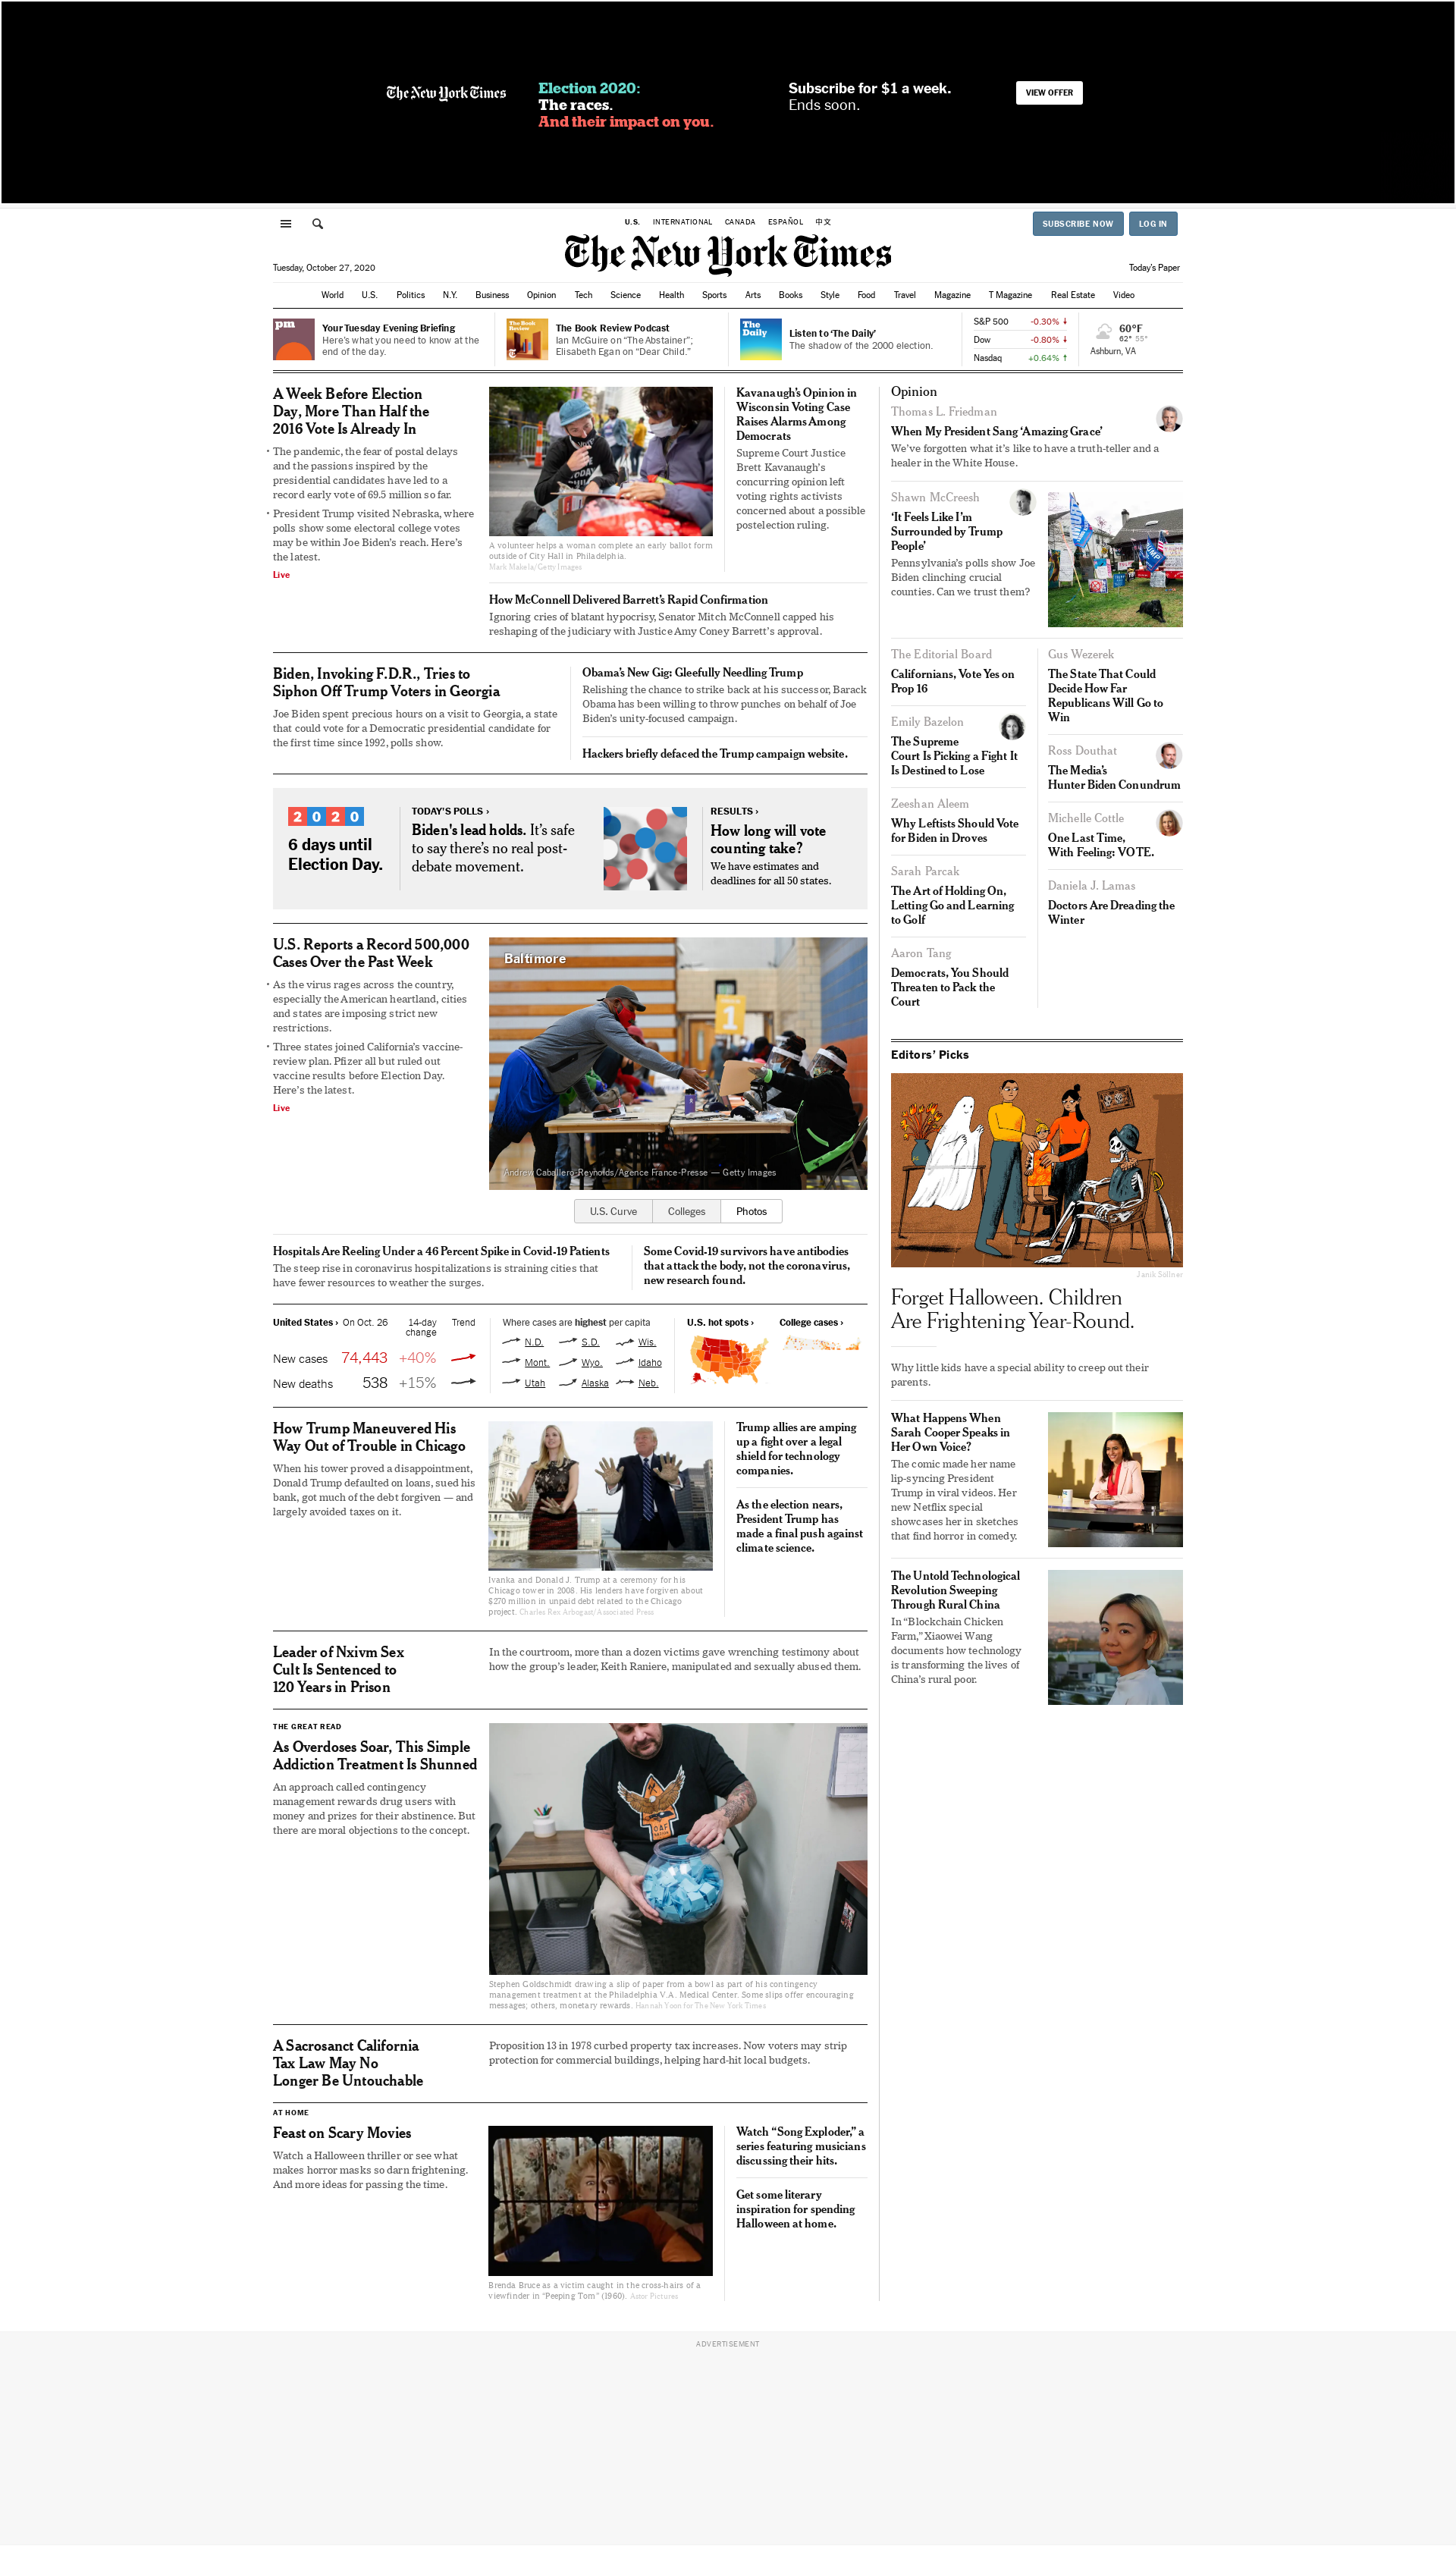 The New York Times
Election 2020:
The races.
And their impact on you.
Subscribe for $1 a week.
Ends soon.
VIEW OFFER
U.S. INTERNATIONAL CANADA ESPAÑOL 中文
SUBSCRIBE NOW LOG IN
The New York Times
Tuesday, October 27, 2020
Today's Paper
World U.S. Politics N.Y. Business Opinion Tech Science Health Sports Arts Books Style Food Travel Magazine T Magazine Real Estate Video
pm
Your Tuesday Evening Briefing
Here's what you need to know at the
end of the day.
The Book
Review
The Book Review Podcast
Ian McGuire on “The Abstainer”;
Elisabeth Egan on “Dear Child.”
The
Daily
Listen to ‘The Daily’
The shadow of the 2000 election.
S&P 500 -0.30% ↓
Dow -0.80% ↓
Nasdaq +0.64% ↑
60°F
62° 55°
Ashburn, VA
A Week Before Election
Day, More Than Half the
2016 Vote Is Already In
• The pandemic, the fear of postal delays
and the passions inspired by the
presidential candidates have led to a
record early vote of 69.5 million so far.
• President Trump visited Nebraska, where
polls show some electoral college votes
may be within Joe Biden's reach. Here's
the latest.
Live
A volunteer helps a woman complete an early ballot form
outside of City Hall in Philadelphia.
Mark Makela/Getty Images
Kavanaugh's Opinion in
Wisconsin Voting Case
Raises Alarms Among
Democrats
Supreme Court Justice
Brett Kavanaugh's
concurring opinion left
voting rights activists
concerned about a possible
postelection ruling.
How McConnell Delivered Barrett's Rapid Confirmation
Ignoring cries of blatant hypocrisy, Senator Mitch McConnell capped his
reshaping of the judiciary with Justice Amy Coney Barrett's approval.
Biden, Invoking F.D.R., Tries to
Siphon Off Trump Voters in Georgia
Joe Biden spent precious hours on a visit to Georgia, a state
that could vote for a Democratic presidential candidate for
the first time since 1992, polls show.
Obama's New Gig: Gleefully Needling Trump
Relishing the chance to strike back at his successor, Barack
Obama has been willing to throw punches on behalf of Joe
Biden's unity-focused campaign.
Hackers briefly defaced the Trump campaign website.
2020
6 days until
Election Day.
TODAY'S POLLS ›
Biden's lead holds. It's safe
to say there's no real post-
debate movement.
RESULTS ›
How long will vote
counting take?
We have estimates and
deadlines for all 50 states.
U.S. Reports a Record 500,000
Cases Over the Past Week
• As the virus rages across the country,
especially the American heartland, cities
and states are imposing strict new
restrictions.
• Three states joined California's vaccine-
review plan. Pfizer all but ruled out
vaccine results before Election Day.
Here's the latest.
Live
Baltimore
1
Andrew Caballero-Reynolds/Agence France-Presse — Getty Images
U.S. Curve Colleges Photos
Hospitals Are Reeling Under a 46 Percent Spike in Covid-19 Patients
The steep rise in coronavirus hospitalizations is straining cities that
have fewer resources to weather the surges.
Some Covid-19 survivors have antibodies
that attack the body, not the coronavirus,
new research found.
United States › On Oct. 26 14-day
change Trend
New cases 74,443 +40%
New deaths 538 +15%
Where cases are highest per capita
N.D. S.D. Wis.
Mont. Wyo. Idaho
Utah Alaska Neb.
U.S. hot spots ›
College cases ›
How Trump Maneuvered His
Way Out of Trouble in Chicago
When his tower proved a disappointment,
Donald Trump defaulted on loans, sued his
bank, got much of the debt forgiven — and
largely avoided taxes on it.
Ivanka and Donald J. Trump at a ceremony for his
Chicago tower in 2008. His lenders have forgiven about
$270 million in unpaid debt related to the Chicago
project. Charles Rex Arbogast/Associated Press
Trump allies are amping
up a fight over a legal
shield for technology
companies.
As the election nears,
President Trump has
made a final push against
climate science.
Leader of Nxivm Sex
Cult Is Sentenced to
120 Years in Prison
In the courtroom, more than a dozen victims gave wrenching testimony about
how the group's leader, Keith Raniere, manipulated and sexually abused them.
THE GREAT READ
As Overdoses Soar, This Simple
Addiction Treatment Is Shunned
An approach called contingency
management rewards drug users with
money and prizes for their abstinence. But
there are moral objections to the concept.
Stephen Goldschmidt drawing a slip of paper from a bowl as part of his contingency
management treatment at the Philadelphia V.A. Medical Center. Some slips offer encouraging
messages; others, monetary rewards. Hannah Yoon for The New York Times
A Sacrosanct California
Tax Law May No
Longer Be Untouchable
Proposition 13 in 1978 curbed property tax increases. Now voters may strip
protection for commercial buildings, helping hard-hit local budgets.
AT HOME
Feast on Scary Movies
Watch a Halloween thriller or see what
makes horror masks so darn frightening.
And more ideas for passing the time.
Brenda Bruce as a victim caught in the cross-hairs of a
viewfinder in “Peeping Tom” (1960). Astor Pictures
Watch “Song Exploder,” a
series featuring musicians
discussing their hits.
Get some literary
inspiration for spending
Halloween at home.
Opinion
Thomas L. Friedman
When My President Sang ‘Amazing Grace’
We've forgotten what it's like to have a truth-teller and a
healer in the White House.
Shawn McCreesh
‘It Feels Like I'm
Surrounded by Trump
People’
Pennsylvania's polls show Joe
Biden clinching crucial
counties. Can we trust them?
TRUMP
The Editorial Board
Californians, Vote Yes on
Prop 16
Emily Bazelon
The Supreme
Court Is Picking a Fight It
Is Destined to Lose
Zeeshan Aleem
Why Leftists Should Vote
for Biden in Droves
Sarah Parcak
The Art of Holding On,
Letting Go and Learning
to Golf
Aaron Tang
Democrats, You Should
Threaten to Pack the
Court
Gus Wezerek
The State That Could
Decide How Far
Republicans Will Go to
Win
Ross Douthat
The Media's
Hunter Biden Conundrum
Michelle Cottle
One Last Time,
With Feeling: VOTE.
Daniela J. Lamas
Doctors Are Dreading the
Winter
Editors' Picks
Janik Söllner
Forget Halloween. Children
Are Frightening Year-Round.
Why little kids have a special ability to creep out their
parents.
What Happens When
Sarah Cooper Speaks in
Her Own Voice?
The comic made her name
lip-syncing President
Trump in viral videos. Her
new Netflix special
showcases her in sketches
that find horror in comedy.
The Untold Technological
Revolution Sweeping
Through Rural China
In “Blockchain Chicken
Farm,” Xiaowei Wang
documents how technology
is transforming the lives of
China's rural poor.
ADVERTISEMENT